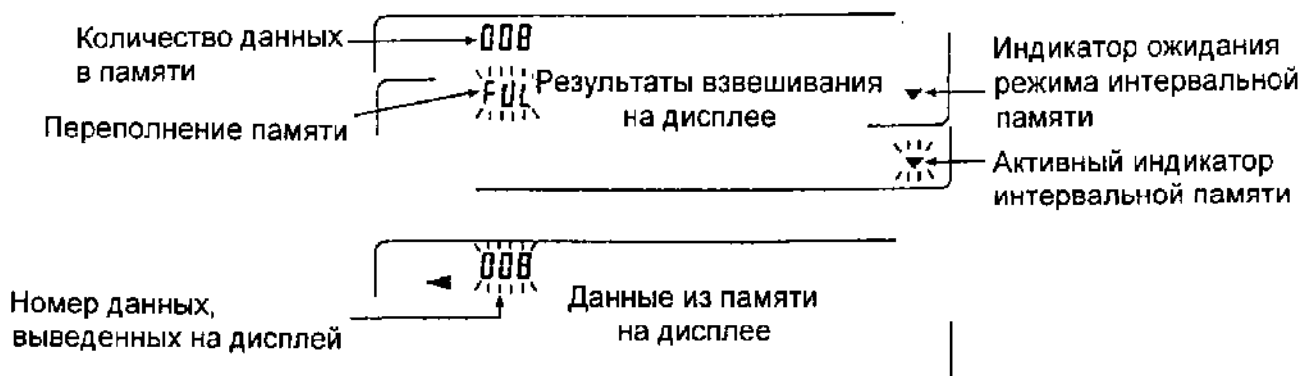 Количество данных
в памяти
008
FUL
Переполнение памяти
Результаты взвешивания
на дисплее
Индикатор ожидания
режима интервальной
памяти
Активный индикатор
интервальной памяти
008
Номер данных,
выведенных на дисплей
Данные из памяти
на дисплее